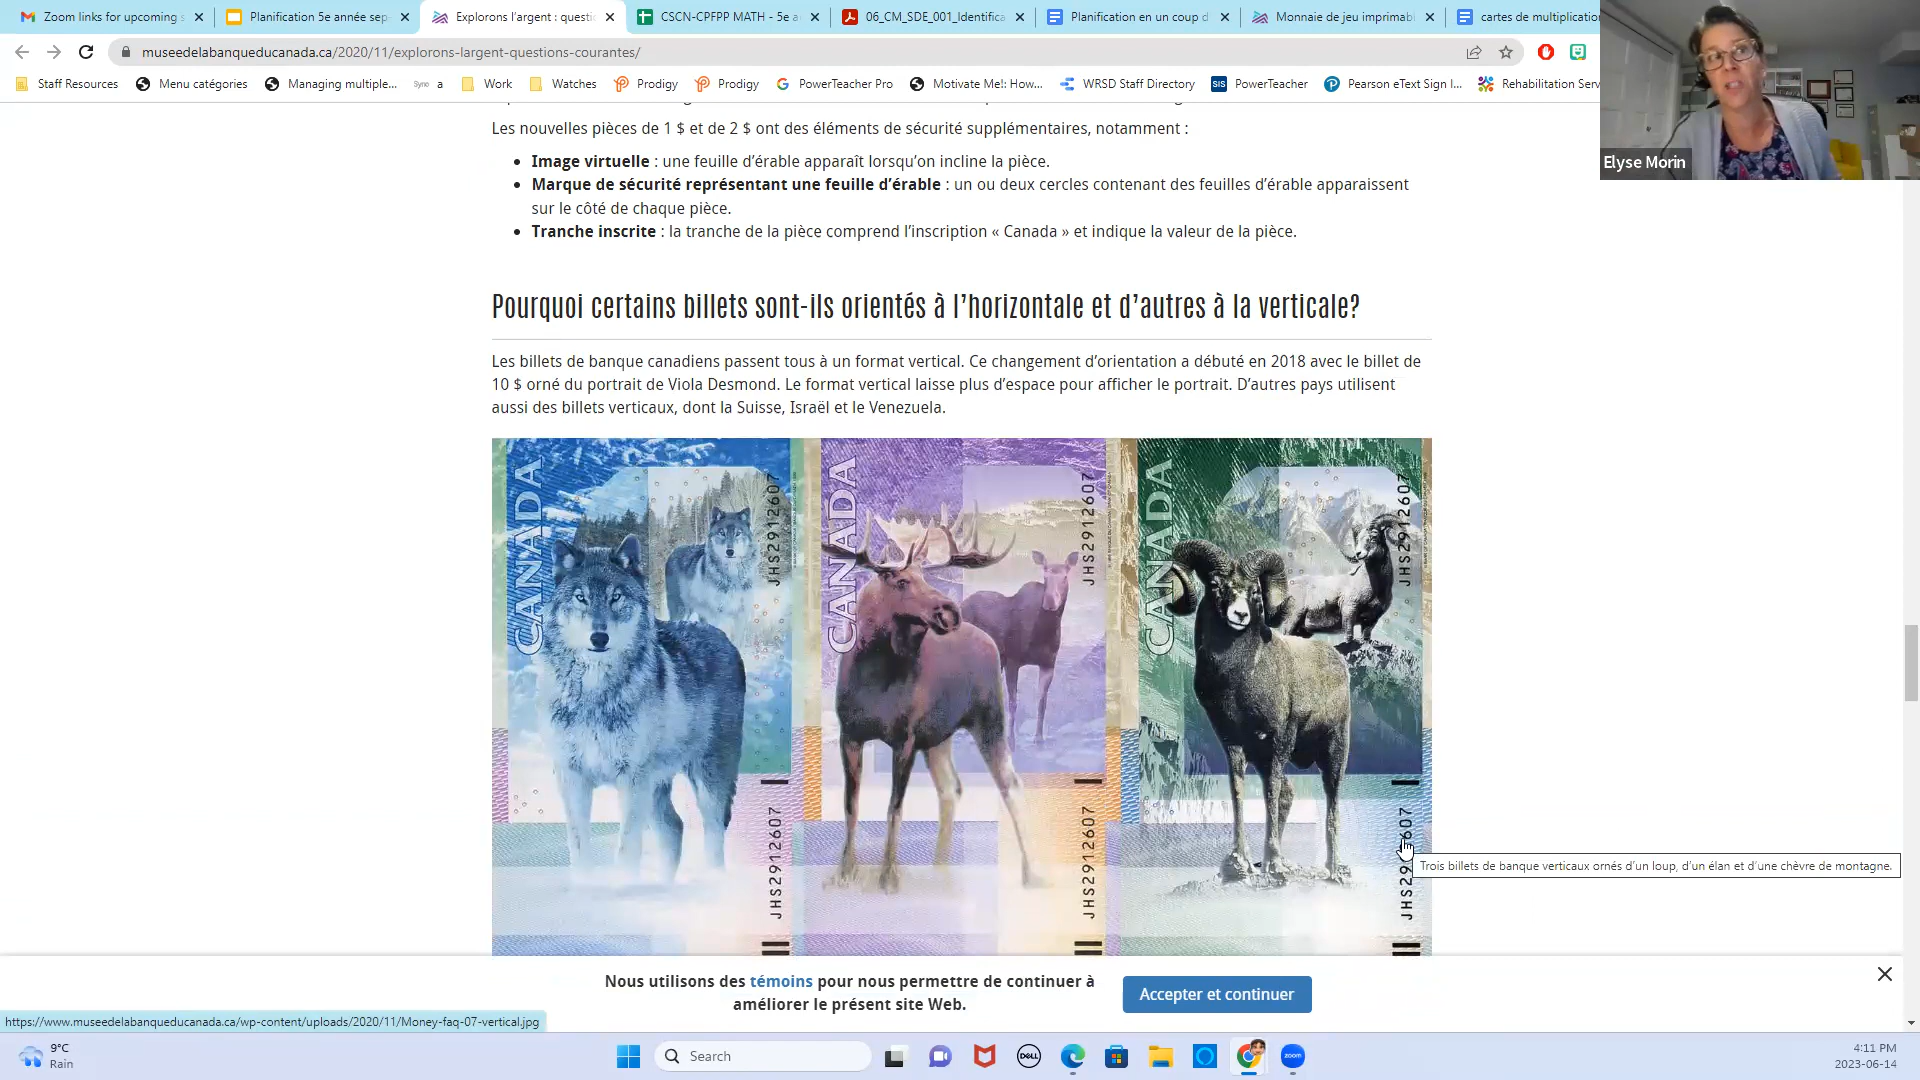 Zoom links for upcoming s
Planification 5e année sep
Explorons l'argent : questi
CSCN-CPFPP MATH - 5e a
06_CM_SDE_001_Identifica
Planification en un coup d
Monnaie de jeu imprimab
cartes de multiplication
museedelabanqueducanada.ca/2020/11/explorons-largent-questions-courantes/
Staff Resources
Menu catégories
Managing multiple...
Sync a
Work
Watches
Prodigy
Prodigy
PowerTeacher Pro
Motivate Me!: How...
WRSD Staff Directory
SIS PowerTeacher
Pearson eText Sign I...
Rehabilitation Serv
Elyse Morin
Les nouvelles pièces de 1 $ et de 2 $ ont des éléments de sécurité supplémentaires, notamment :
• Image virtuelle : une feuille d'érable apparaît lorsqu'on incline la pièce.
• Marque de sécurité représentant une feuille d'érable : un ou deux cercles contenant des feuilles d'érable apparaissent
sur le côté de chaque pièce.
• Tranche inscrite : la tranche de la pièce comprend l'inscription « Canada » et indique la valeur de la pièce.
Pourquoi certains billets sont-ils orientés à l'horizontale et d'autres à la verticale?
Les billets de banque canadiens passent tous à un format vertical. Ce changement d'orientation a débuté en 2018 avec le billet de
10 $ orné du portrait de Viola Desmond. Le format vertical laisse plus d'espace pour afficher le portrait. D'autres pays utilisent
aussi des billets verticaux, dont la Suisse, Israël et le Venezuela.
CANADA
JHS2912607
JHS2912607
CANADA
JHS2912607
JHS2912607
CANADA
JHS2912607
JHS2912607
Trois billets de banque verticaux ornés d'un loup, d'un élan et d'une chèvre de montagne.
Nous utilisons des témoins pour nous permettre de continuer à
améliorer le présent site Web.
Accepter et continuer
https://www.museedelabanqueducanada.ca/wp-content/uploads/2020/11/Money-faq-07-vertical.jpg
9°C
Rain
Search
DELL
zoom
4:11 PM
2023-06-14